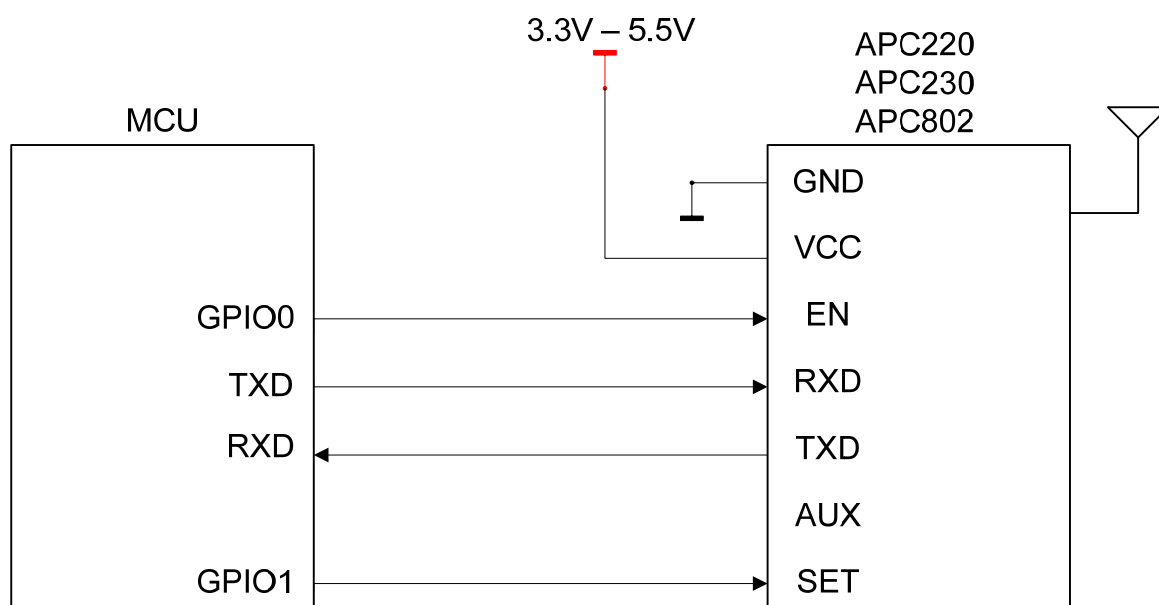 3.3V – 5.5V
APC220
APC230
APC802
MCU
GND
VCC
GPIO0
EN
TXD
RXD
RXD
TXD
AUX
GPIO1
SET